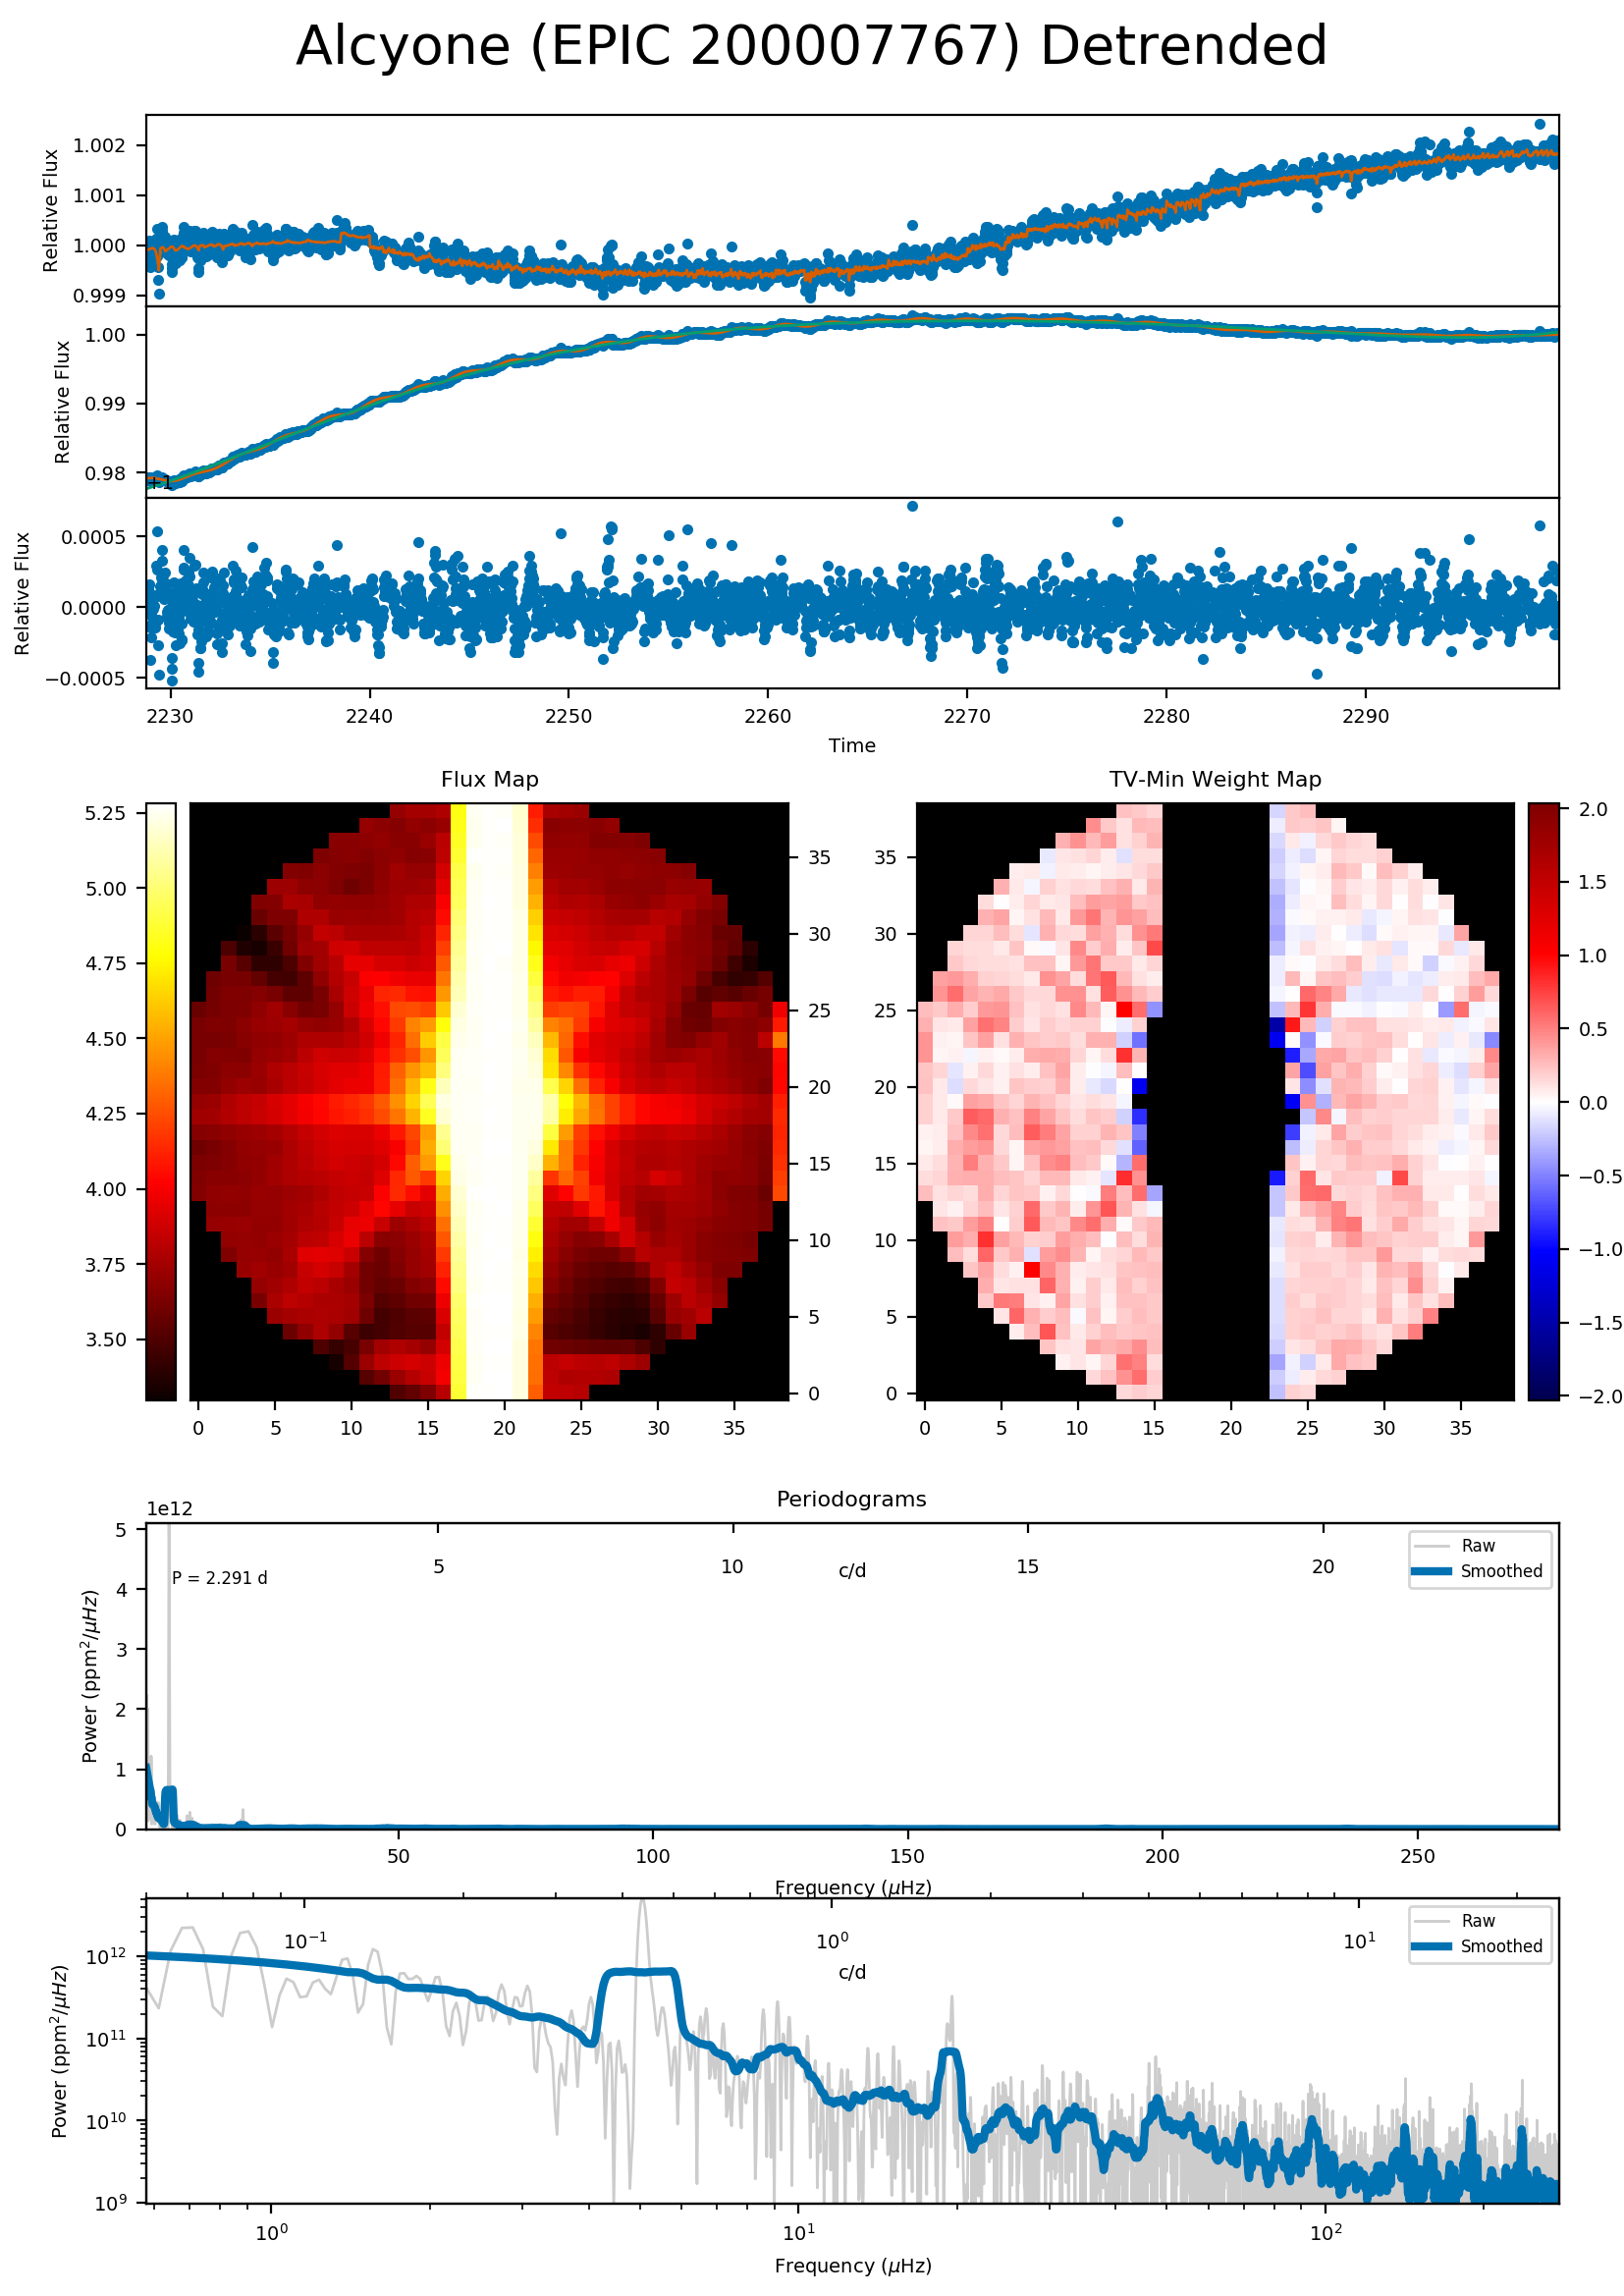 Alcyone (EPIC 200007767) Detrended
1.002
1.001
1.000
0.999
Relative Flux
1.00
0.99
0.98
Relative Flux
+1
0.0005
0.0000
−0.0005
Relative Flux
2230 2240 2250 2260 2270 2280 2290
Time
Flux Map
5.25
5.00
4.75
4.50
4.25
4.00
3.75
3.50
35
30
25
20
15
10
5
0
0 5 10 15 20 25 30 35
TV-Min Weight Map
35
30
25
20
15
10
5
0
0 5 10 15 20 25 30 35
2.0
1.5
1.0
0.5
0.0
−0.5
−1.0
−1.5
−2.0
Periodograms
1e12
5
4
3
2
1
0
Power (ppm²/μHz)
P = 2.291 d
5 10 15 20
c/d
Raw
Smoothed
50 100 150 200 250
Frequency (μHz)
10¹²
10¹¹
10¹⁰
10⁹
Power (ppm²/μHz)
10⁻¹ 10⁰ 10¹
c/d
Raw
Smoothed
10⁰ 10¹ 10²
Frequency (μHz)